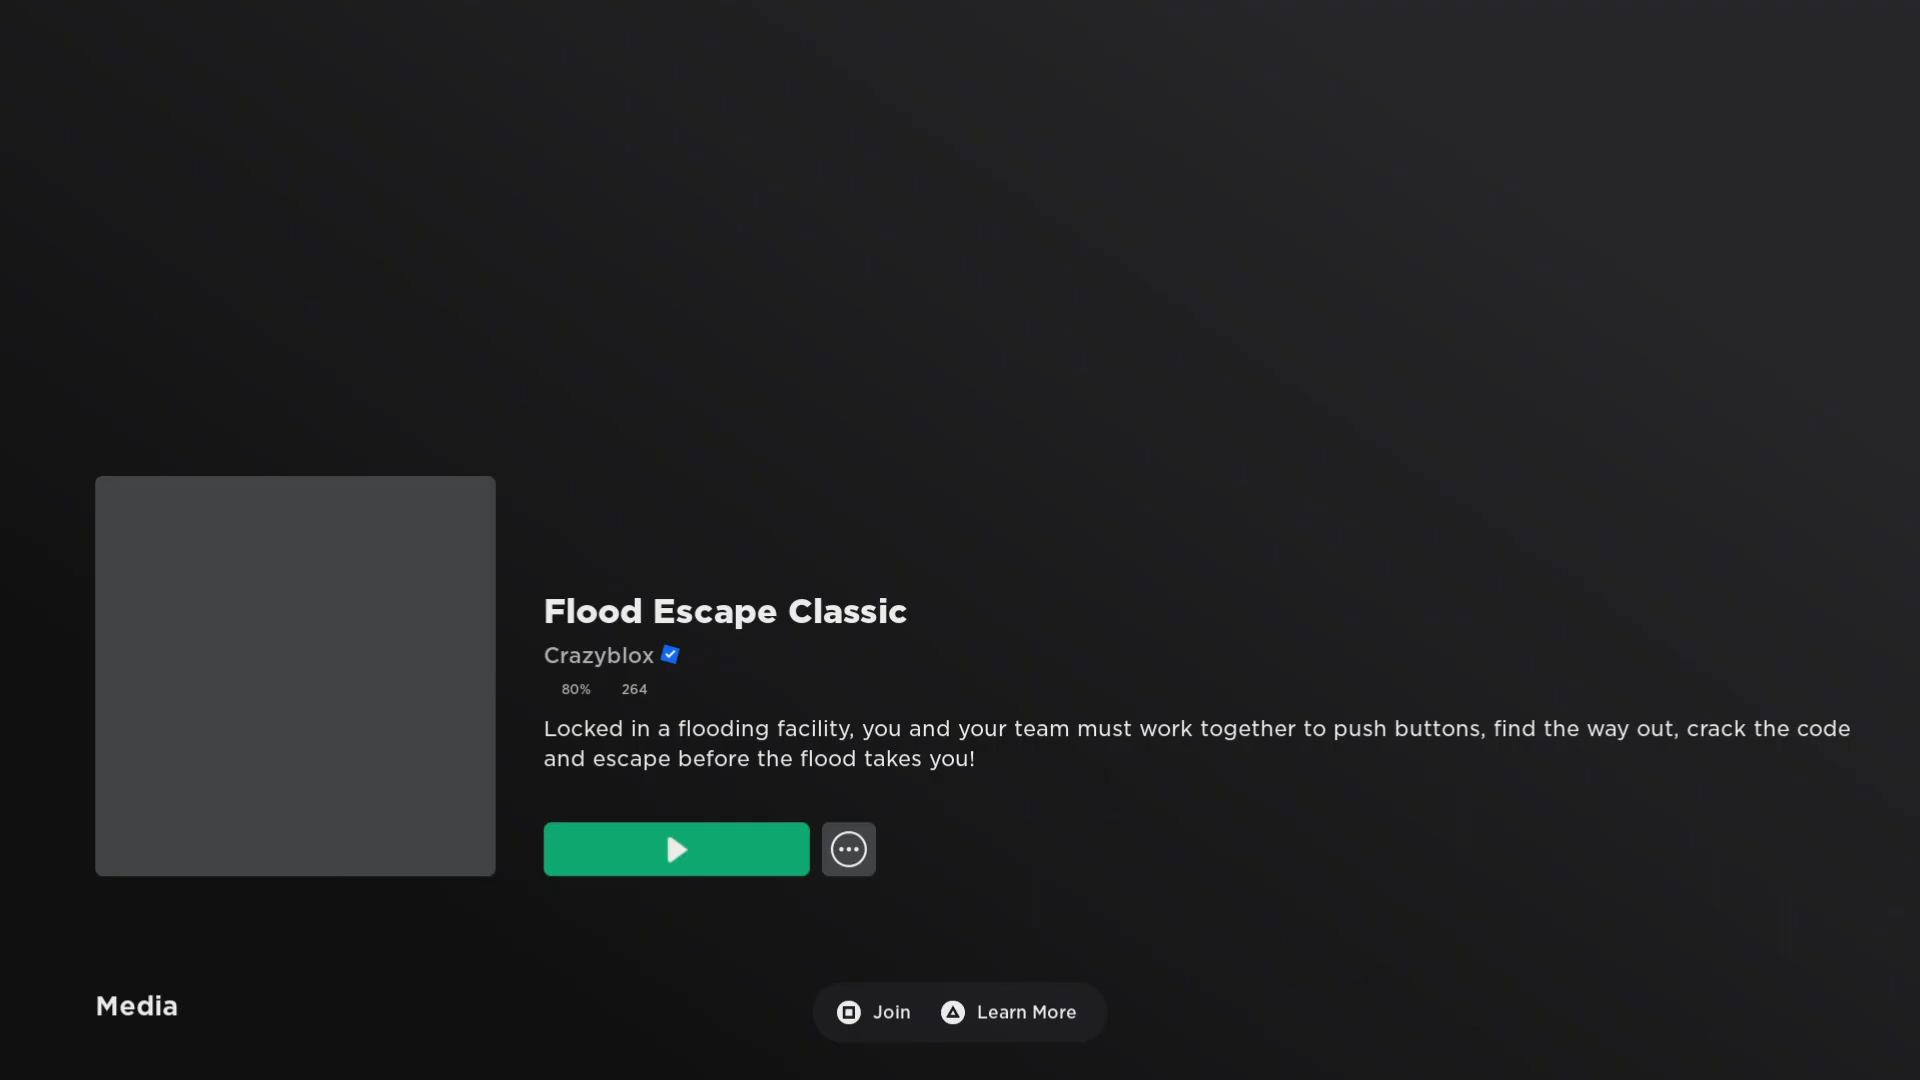 Flood Escape Classic
Crazyblox
80% 264
Locked in a flooding facility, you and your team must work together to push buttons, find the way out, crack the code
and escape before the flood takes you!
Media
Join Learn More